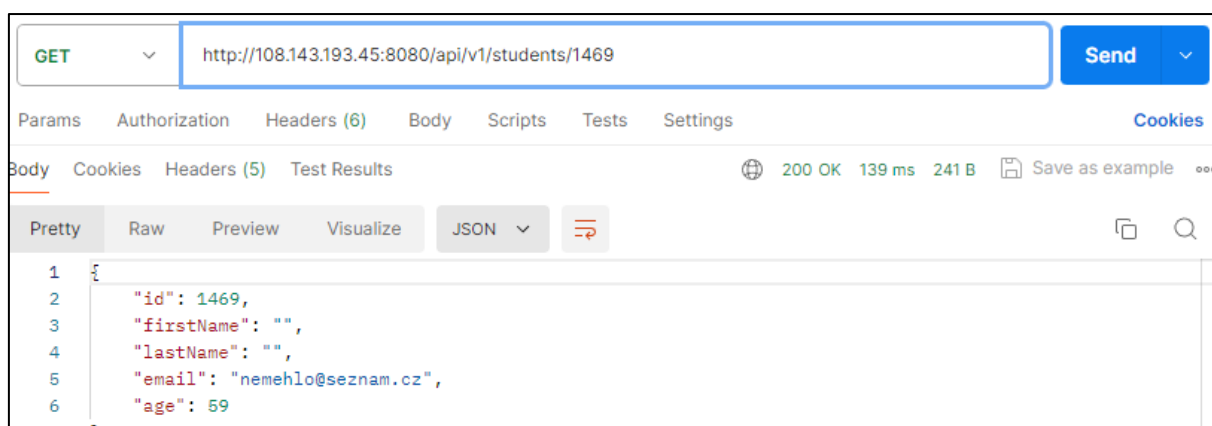 GET http://108.143.193.45:8080/api/v1/students/1469 Send
Params Authorization Headers (6) Body Scripts Tests Settings Cookies
Body Cookies Headers (5) Test Results 200 OK 139 ms 241 B Save as example
Pretty Raw Preview Visualize JSON
1 {
2 "id": 1469,
3 "firstName": "",
4 "lastName": "",
5 "email": "nemehlo@seznam.cz",
6 "age": 59